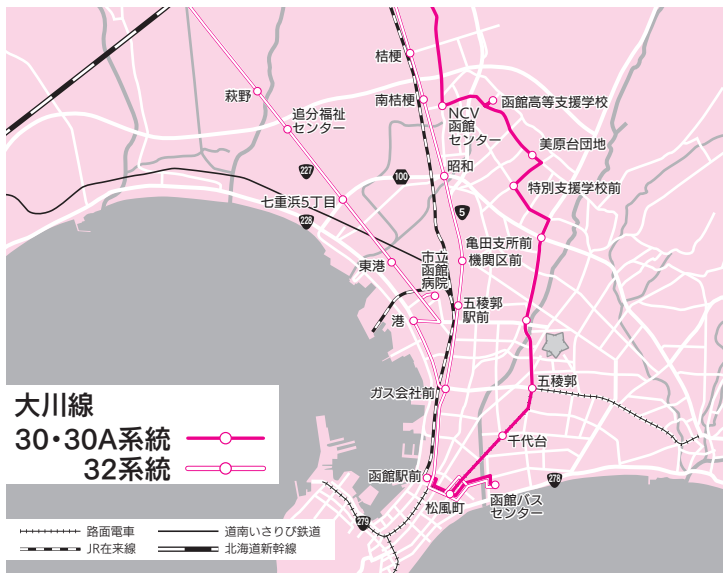 桔梗
萩野
南桔梗
函館高等支援学校
NCV
函館
センター
追分福祉
センター
美原台団地
227
昭和
100
特別支援学校前
七重浜5丁目
5
228
亀田支所前
市立
函館
病院
機関区前
東港
五稜郭
駅前
港
五稜郭
ガス会社前
大川線
30・30A系統
32系統
千代台
函館駅前
278
函館バス
センター
松風町
279
路面電車
道南いさりび鉄道
JR在来線
北海道新幹線